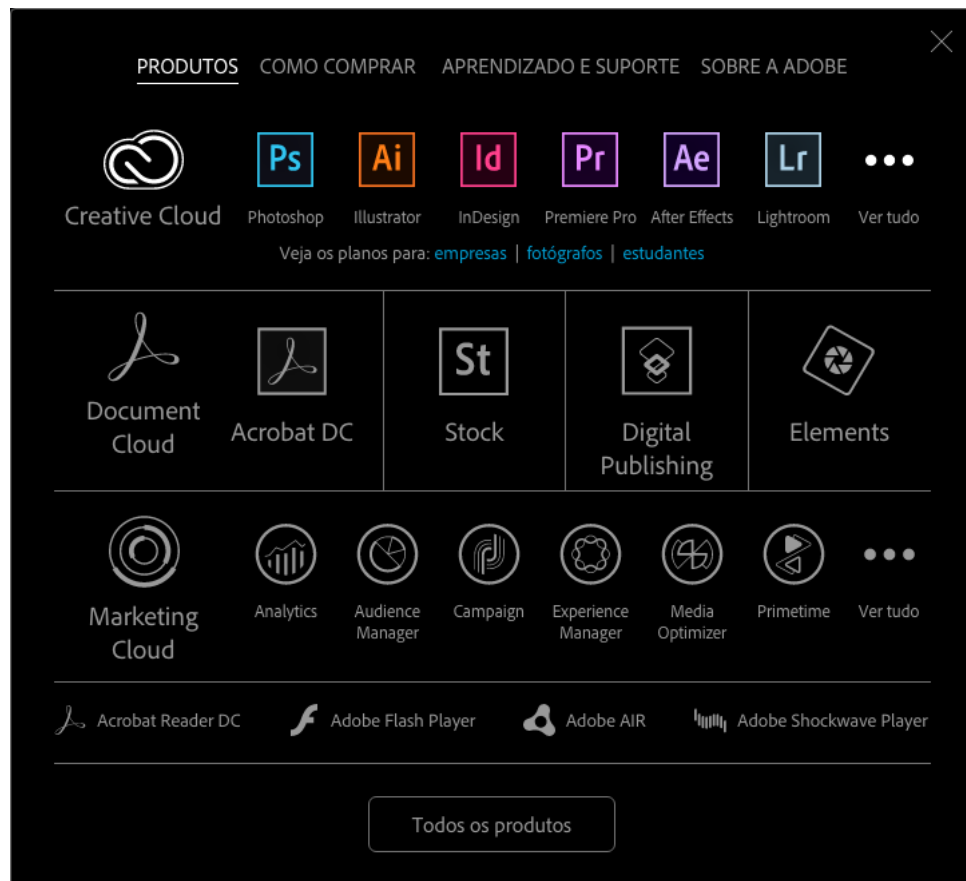 PRODUTOS COMO COMPRAR APRENDIZADO E SUPORTE SOBRE A ADOBE
Ps Ai Id Pr Ae Lr
Creative Cloud Photoshop Illustrator InDesign Premiere Pro After Effects Lightroom Ver tudo
Veja os planos para: empresas | fotógrafos | estudantes
St
Document
Cloud
Acrobat DC
Stock
Digital
Publishing
Elements
Marketing
Cloud
Analytics
Audience
Manager
Campaign
Experience
Manager
Media
Optimizer
Primetime
Ver tudo
Acrobat Reader DC Adobe Flash Player Adobe AIR Adobe Shockwave Player
Todos os produtos